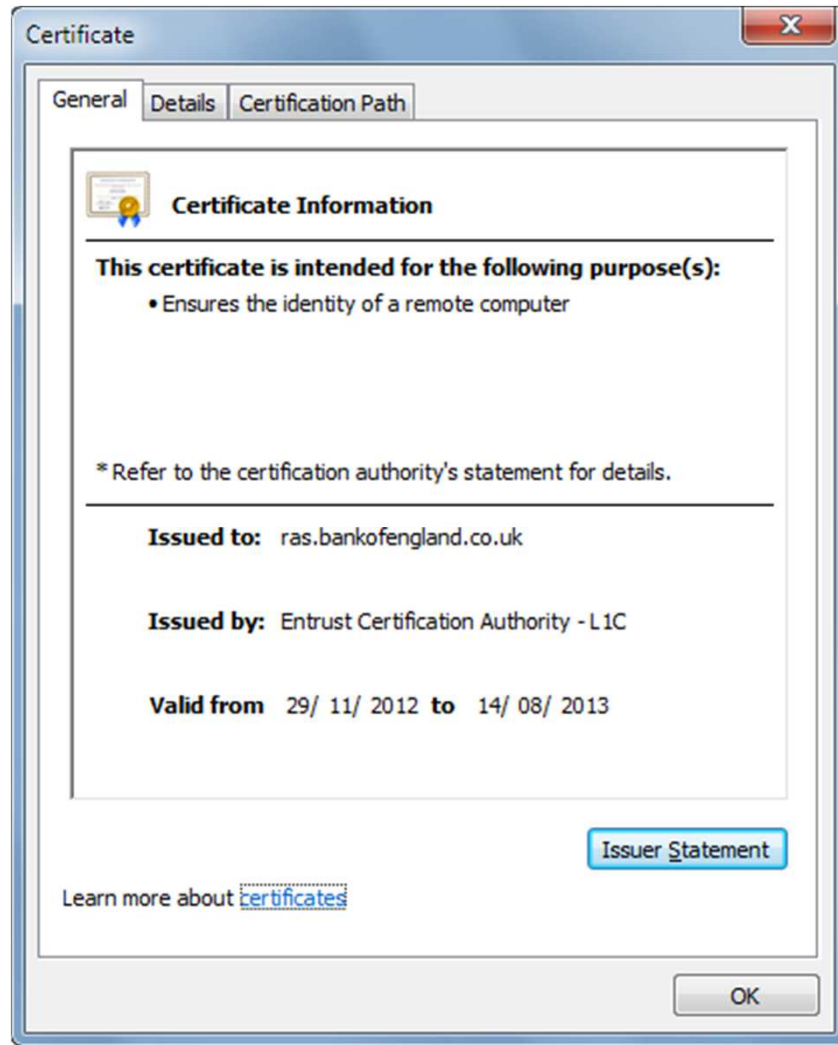 Certificate
General Details Certification Path
Certificate Information
This certificate is intended for the following purpose(s):
• Ensures the identity of a remote computer
* Refer to the certification authority's statement for details.
Issued to: ras.bankofengland.co.uk
Issued by: Entrust Certification Authority - L1C
Valid from 29/ 11/ 2012 to 14/ 08/ 2013
Issuer Statement
Learn more about certificates
OK